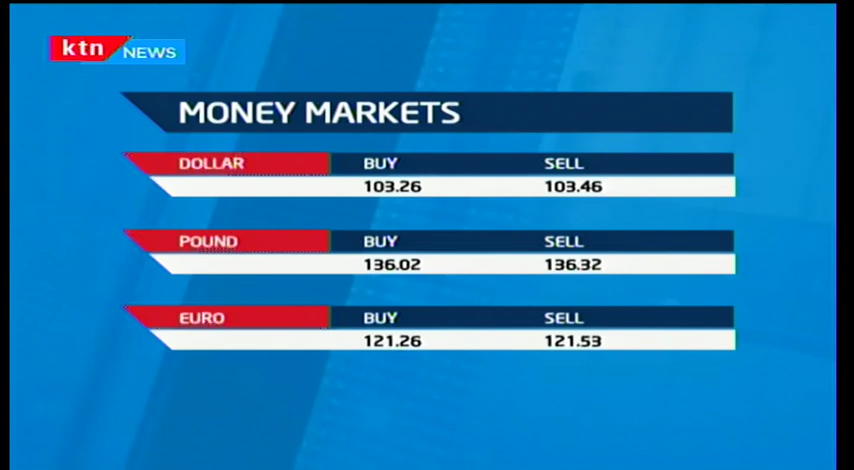 ktn NEWS
MONEY MARKETS
DOLLAR BUY SELL
103.26 103.46
POUND BUY SELL
136.02 136.32
EURO BUY SELL
121.26 121.53